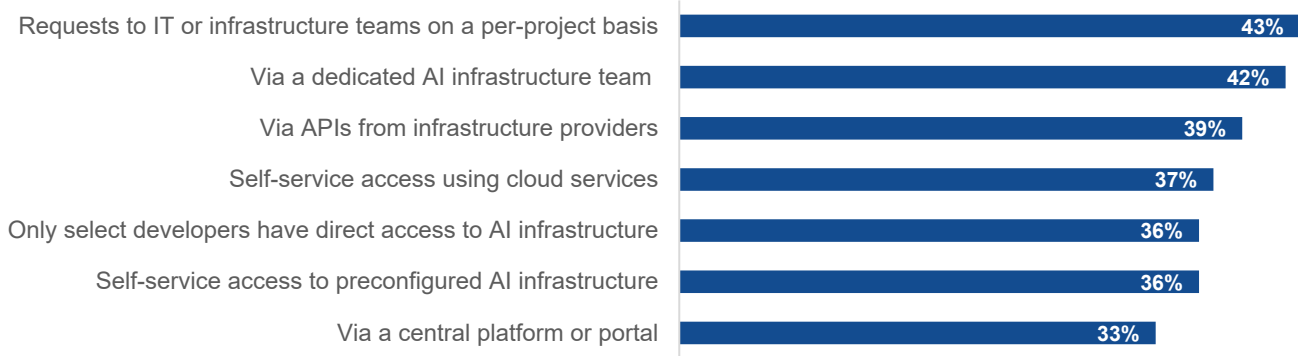 Requests to IT or infrastructure teams on a per-project basis 43%
Via a dedicated AI infrastructure team 42%
Via APIs from infrastructure providers 39%
Self-service access using cloud services 37%
Only select developers have direct access to AI infrastructure 36%
Self-service access to preconfigured AI infrastructure 36%
Via a central platform or portal 33%